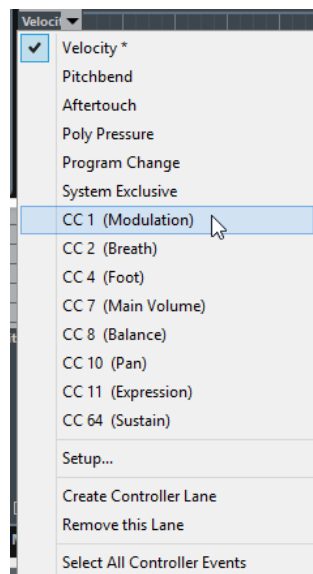 Velocit
Velocity *
Pitchbend
Aftertouch
Poly Pressure
Program Change
System Exclusive
CC 1 (Modulation)
CC 2 (Breath)
CC 4 (Foot)
CC 7 (Main Volume)
CC 8 (Balance)
CC 10 (Pan)
CC 11 (Expression)
CC 64 (Sustain)
Setup...
Create Controller Lane
Remove this Lane
Select All Controller Events